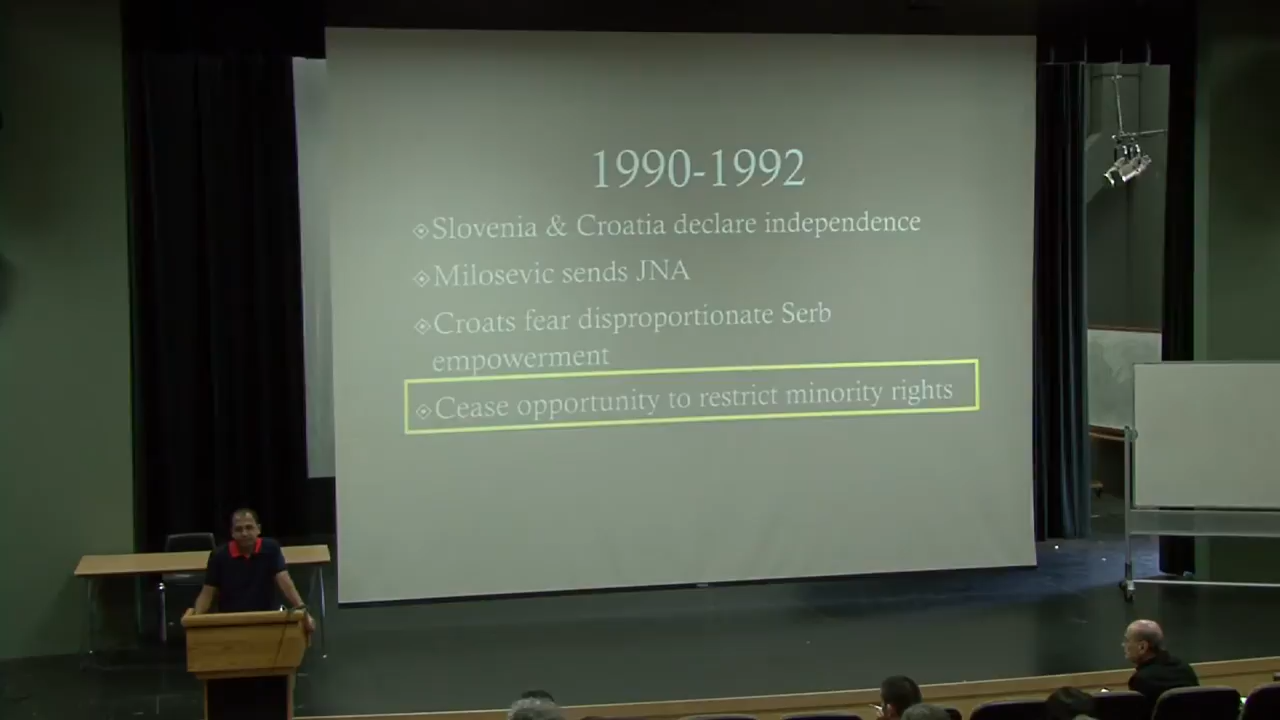 1990-1992
Slovenia & Croatia declare independence
Milosevic sends JNA
Croats fear disproportionate Serb
empowerment
Cease opportunity to restrict minority rights